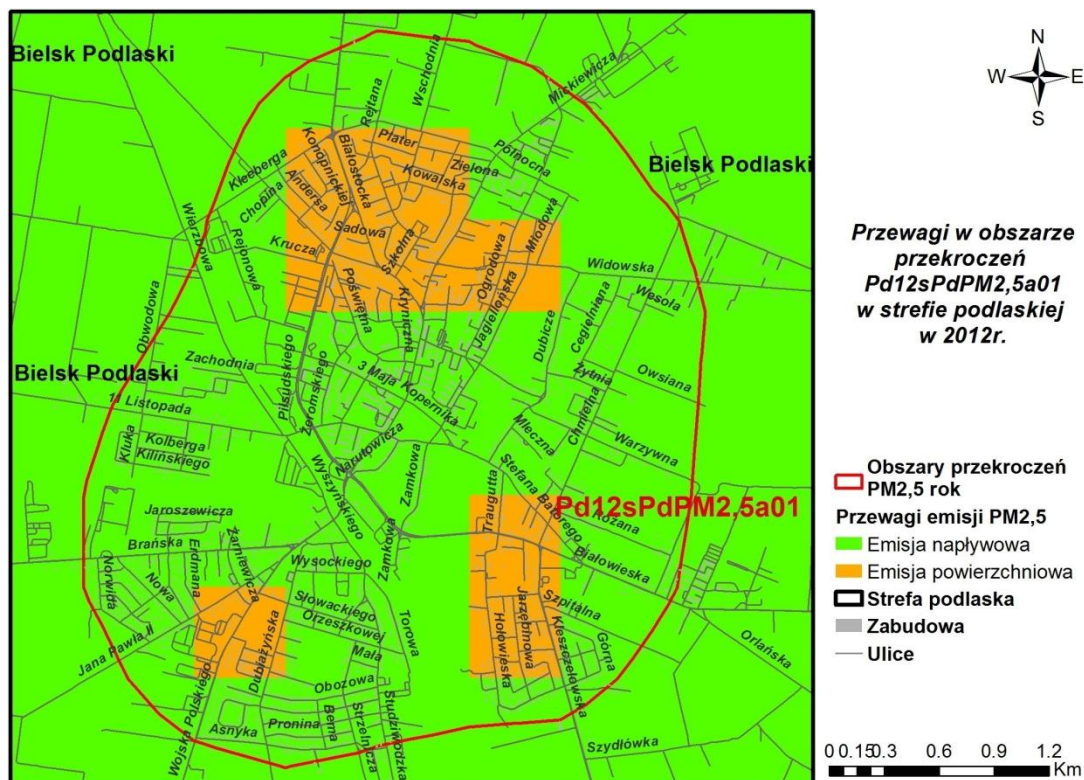 Bielsk Podlaski
Mickiewicza
Wschodnia
Rejtana
Plater
Północna
Kleeberga
Konopnickiej
Białostocka
Zielona
Bielsk Podlaski
Kowalska
Andersa
Chopina
Sadowa
Szkolna
Młodowa
Wierzbowa
Rejonowa
Krucza
Ogrodowa
Widowska
Poświętna
Kryniczna
Jagiellońska
Wesoła
Cegielniana
Dubicze
Obwodowa
Zachodnia
Bielsk Podlaski
Piłsudskiego
Żeromskiego
3 Maja
Kopernika
Żytnia
Owsiana
11 Listopada
Chmielna
Kluka
Kolberga
Kilińskiego
Narutowicza
Mleczna
Warzywna
Wyszyńskiego
Zamkowa
Stefana Batorego
Traugutta
Pd12sPdPM2,5a01
Jaroszewicza
Kozana
Brańska
Erdmana
Żarniewicza
Wysockiego
Zamkowa
Białowieska
Norwida
Nowa
Słowackiego
Orzeszkowej
Szpitalna
Jarzębinowa
Hołowieska
Kleszczelowska
Górna
Torowa
Orlańska
Jana Pawła II
Dubiażyńska
Mała
Obozowa
Wojska Polskiego
Asnyka
Pronina
Bema
Strzelnicza
Studziwodzka
Szydłówka
N
W E
S
Przewagi w obszarze
przekroczeń
Pd12sPdPM2,5a01
w strefie podlaskiej
w 2012r.
Obszary przekroczeń
PM2,5 rok
Przewagi emisji PM2,5
Emisja napływowa
Emisja powierzchniowa
Strefa podlaska
Zabudowa
Ulice
0 0.15 0.3 0.6 0.9 1.2
Km